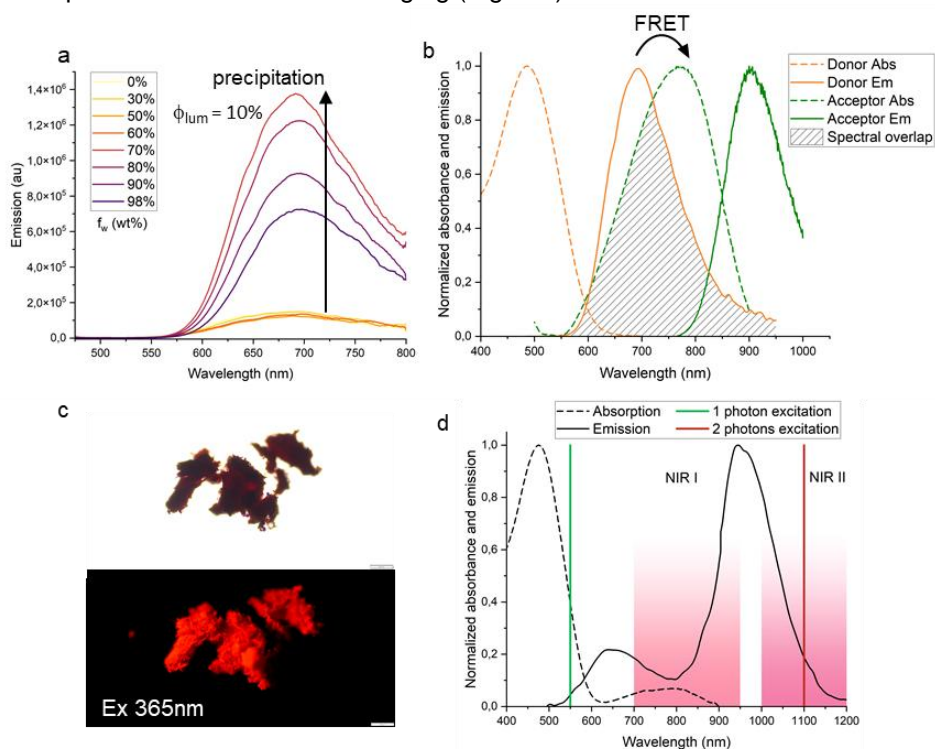 a
precipitation
ϕlum = 10%
0%
30%
50%
60%
70%
80%
90%
98%
fw (wt%)
1,4×10⁶
1,2×10⁶
1,0×10⁶
8,0×10⁵
6,0×10⁵
4,0×10⁵
2,0×10⁵
0,0
Emission (au)
500
550
600
650
700
750
800
Wavelength (nm)
b
FRET
Donor Abs
Donor Em
Acceptor Abs
Acceptor Em
Spectral overlap
1,0
0,8
0,6
0,4
0,2
0,0
Normalized absorbance and emission
400
500
600
700
800
900
1000
Wavelength (nm)
c
Ex 365nm
d
Absorption
Emission
1 photon excitation
2 photons excitation
NIR I
NIR II
1,0
0,8
0,6
0,4
0,2
0,0
Normalized absorbance and emission
400
500
600
700
800
900
1000
1100
1200
Wavelength (nm)